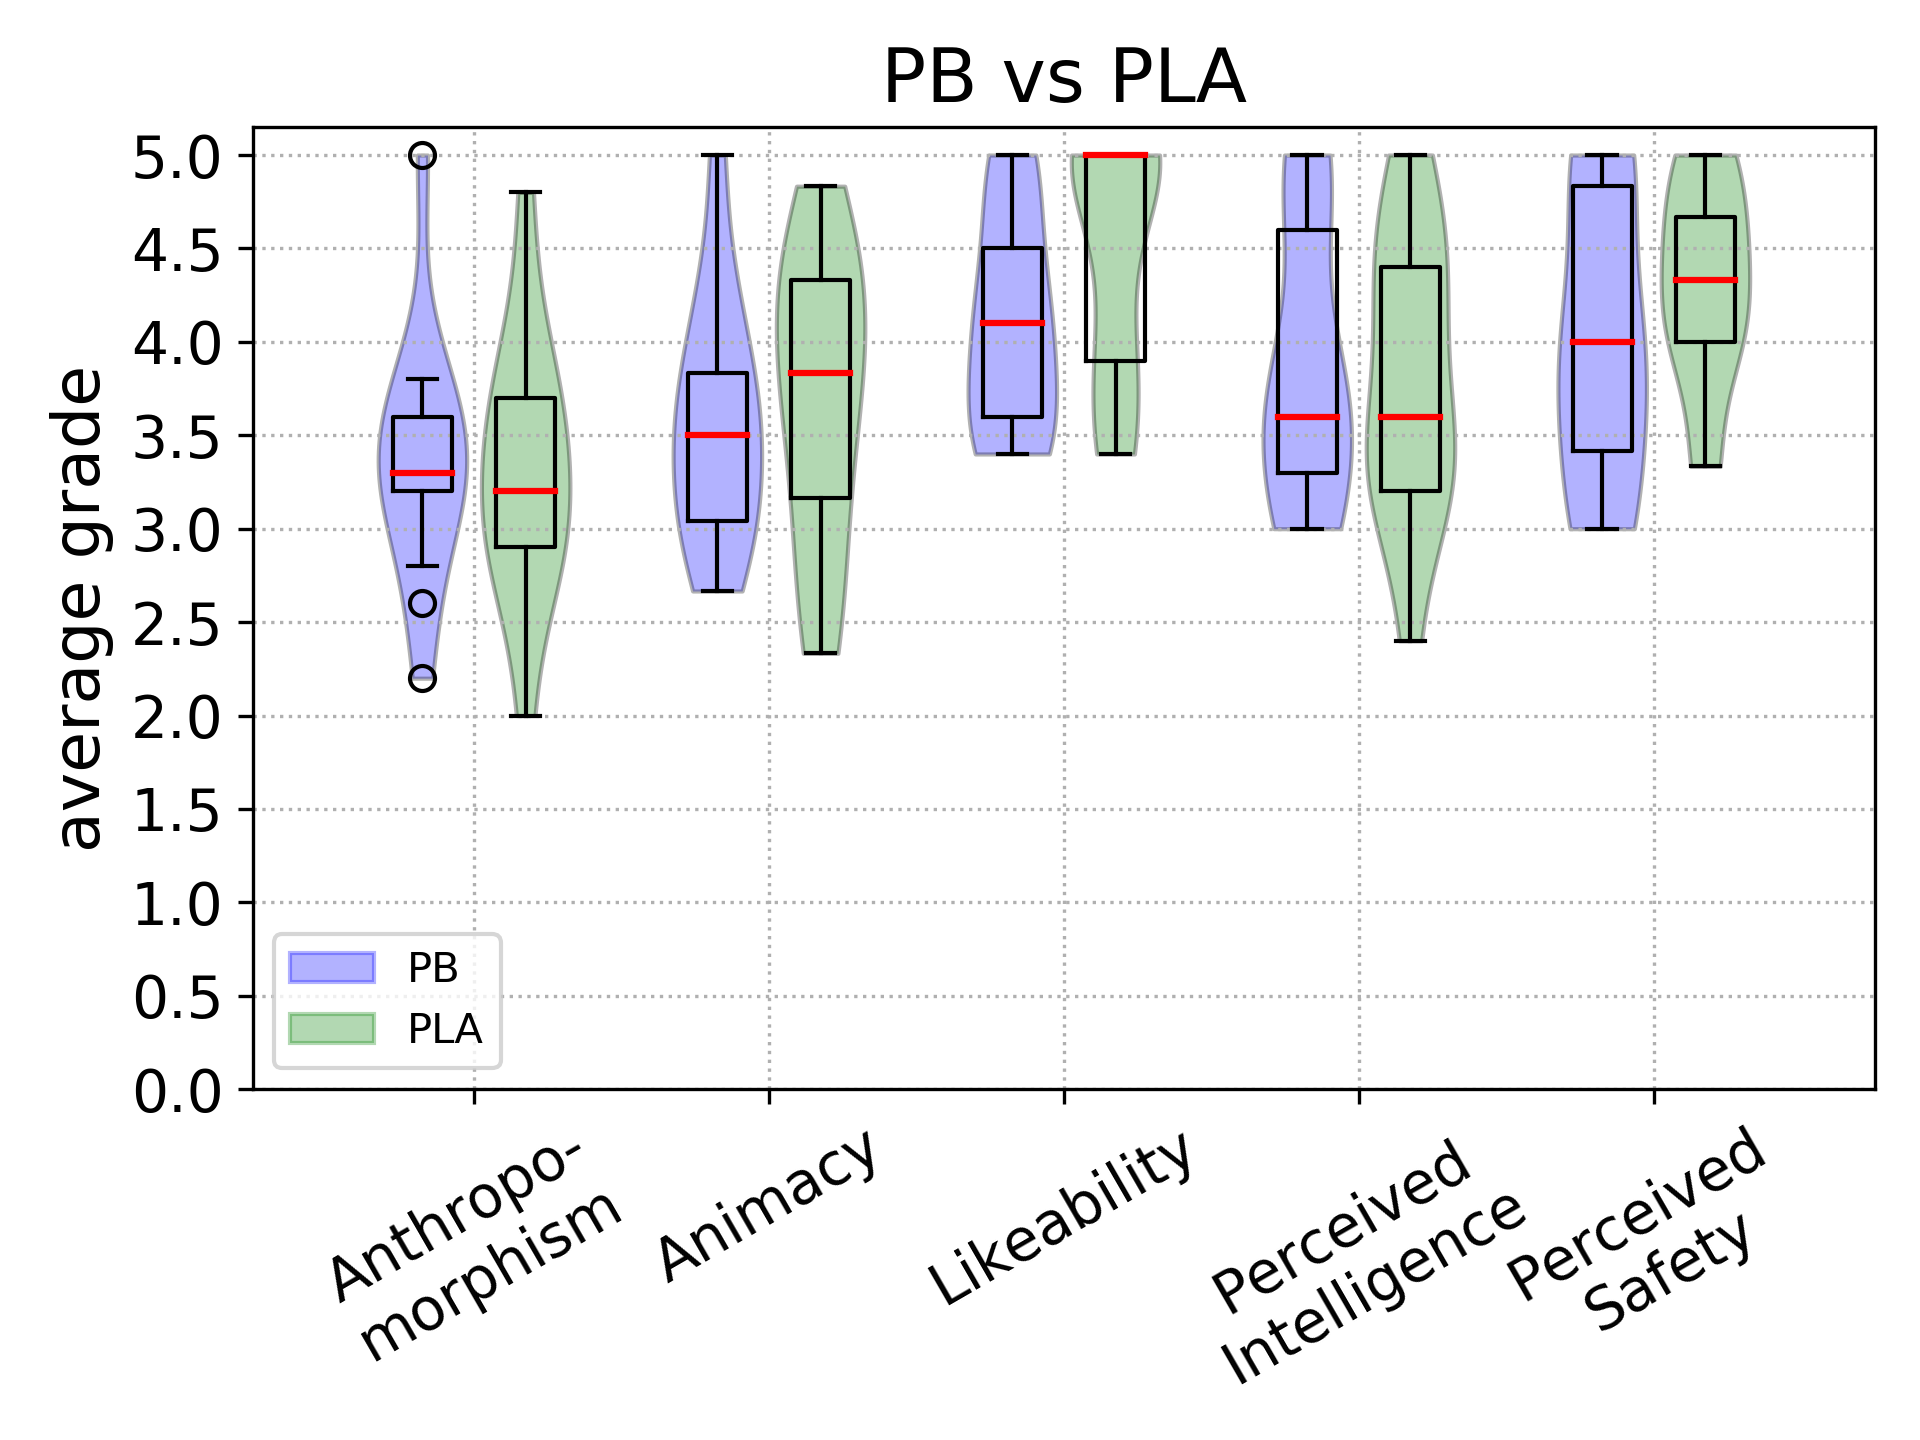 PB vs PLA
average grade
5.0
4.5
4.0
3.5
3.0
2.5
2.0
1.5
1.0
0.5
0.0
PB
PLA
Anthropo-
morphism
Animacy
Likeability
Perceived
Intelligence
Perceived
Safety